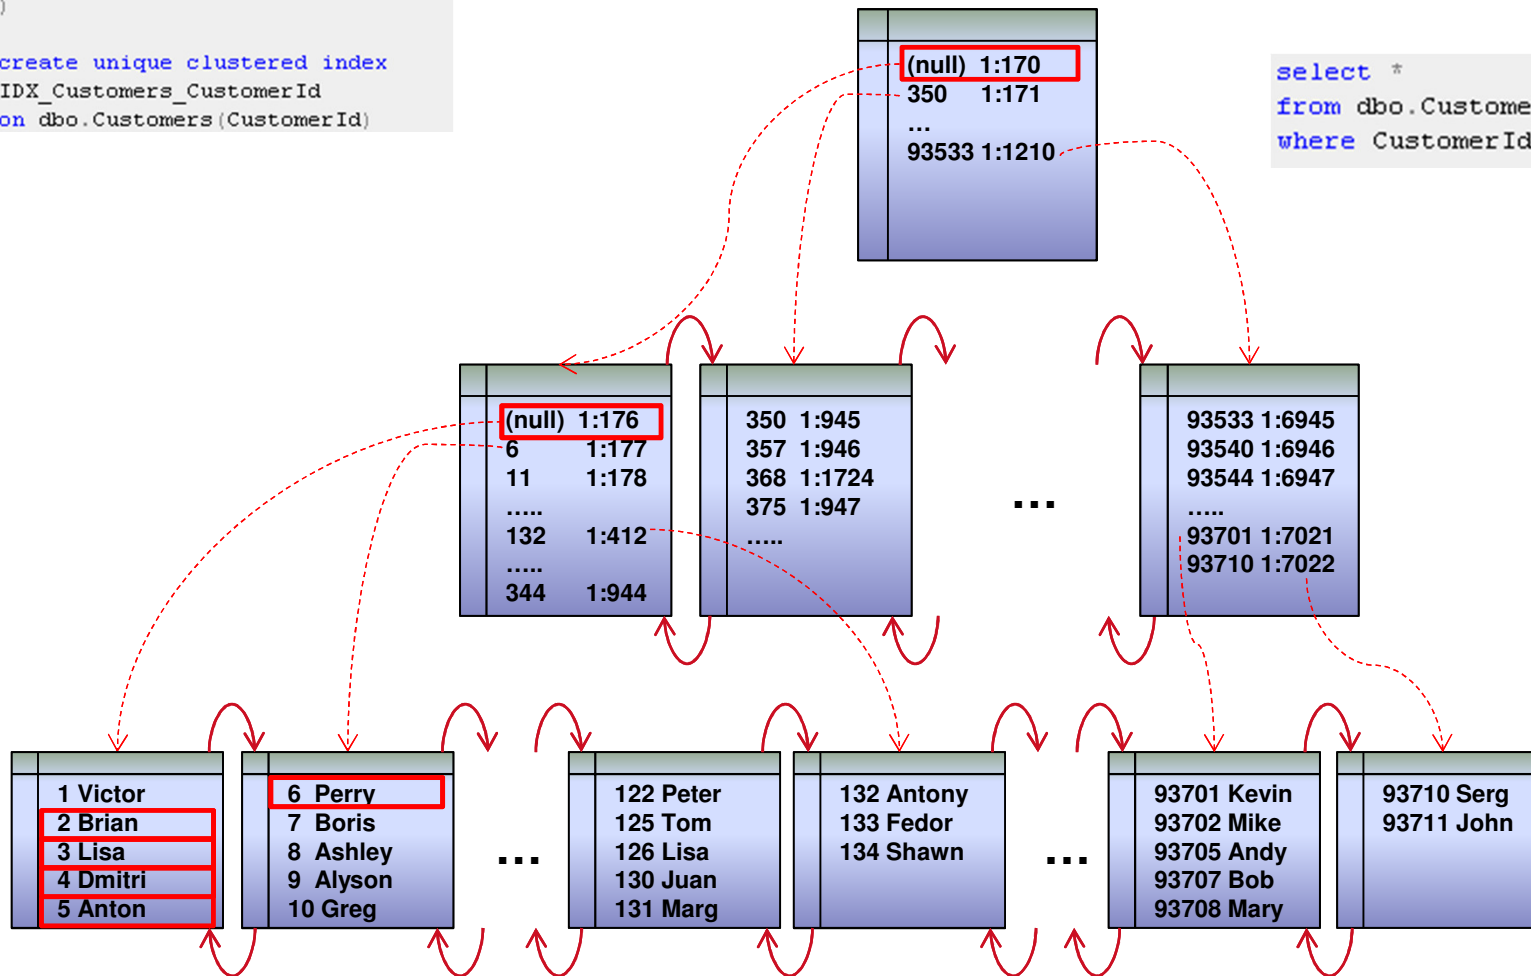 )
create unique clustered index
IDX_Customers_CustomerId
on dbo.Customers(CustomerId)
select *
from dbo.Custome
where CustomerId
(null) 1:170
350 1:171
...
93533 1:1210
(null) 1:176
6 1:177
11 1:178
.....
132 1:412
.....
344 1:944
350 1:945
357 1:946
368 1:1724
375 1:947
.....
...
93533 1:6945
93540 1:6946
93544 1:6947
.....
93701 1:7021
93710 1:7022
1 Victor
2 Brian
3 Lisa
4 Dmitri
5 Anton
6 Perry
7 Boris
8 Ashley
9 Alyson
10 Greg
...
122 Peter
125 Tom
126 Lisa
130 Juan
131 Marg
132 Antony
133 Fedor
134 Shawn
...
93701 Kevin
93702 Mike
93705 Andy
93707 Bob
93708 Mary
93710 Serg
93711 John